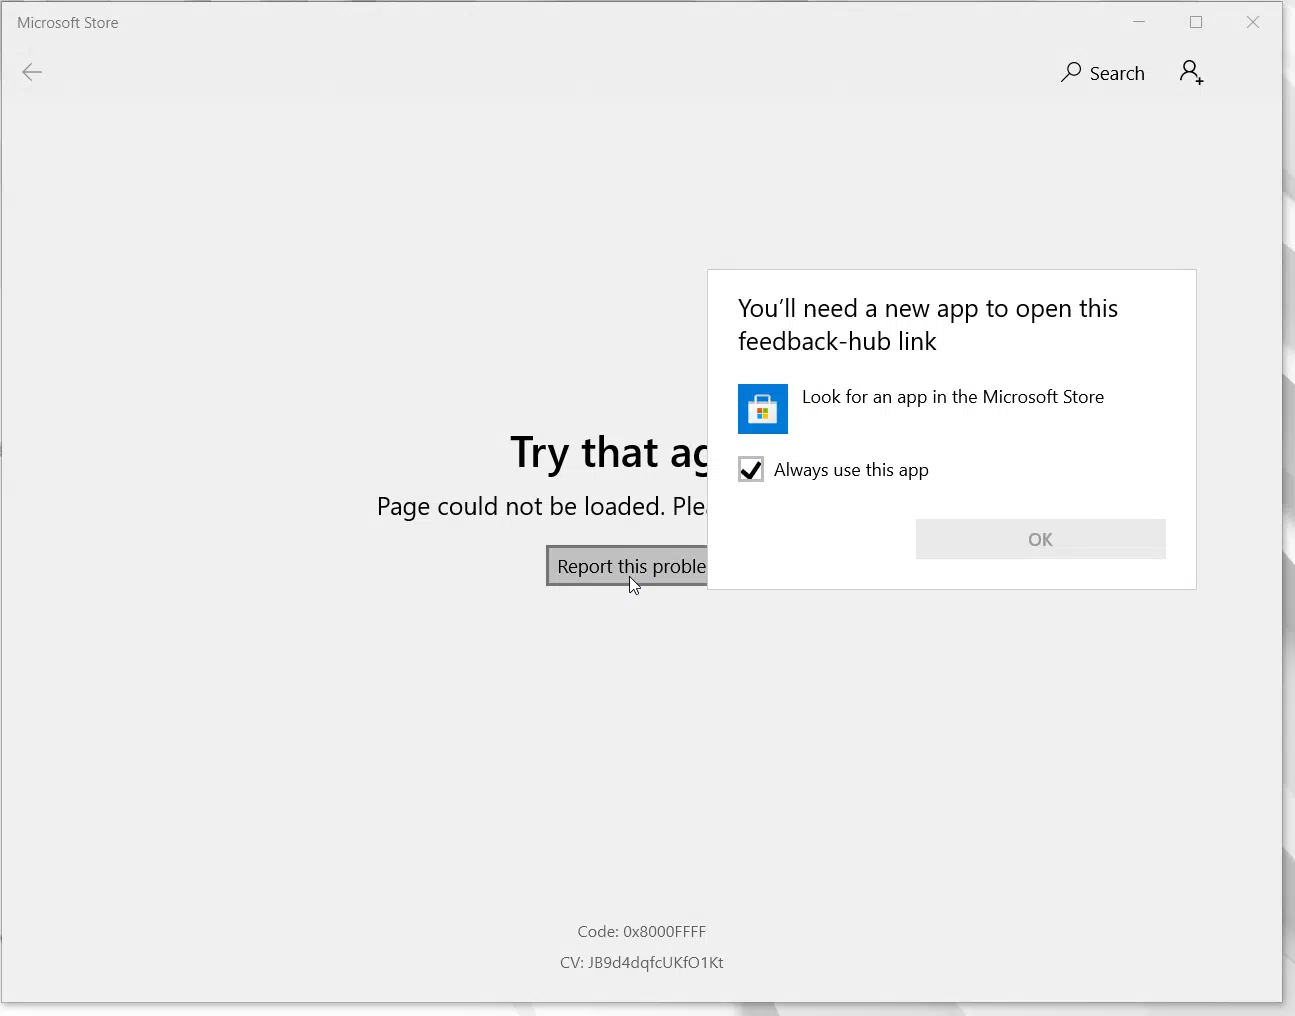 Microsoft Store
Search
You’ll need a new app to open this
feedback-hub link
Look for an app in the Microsoft Store
Always use this app
OK
Try that ag
Page could not be loaded. Plea
Report this proble
Code: 0x8000FFFF
CV: JB9d4dqfcUKfO1Kt